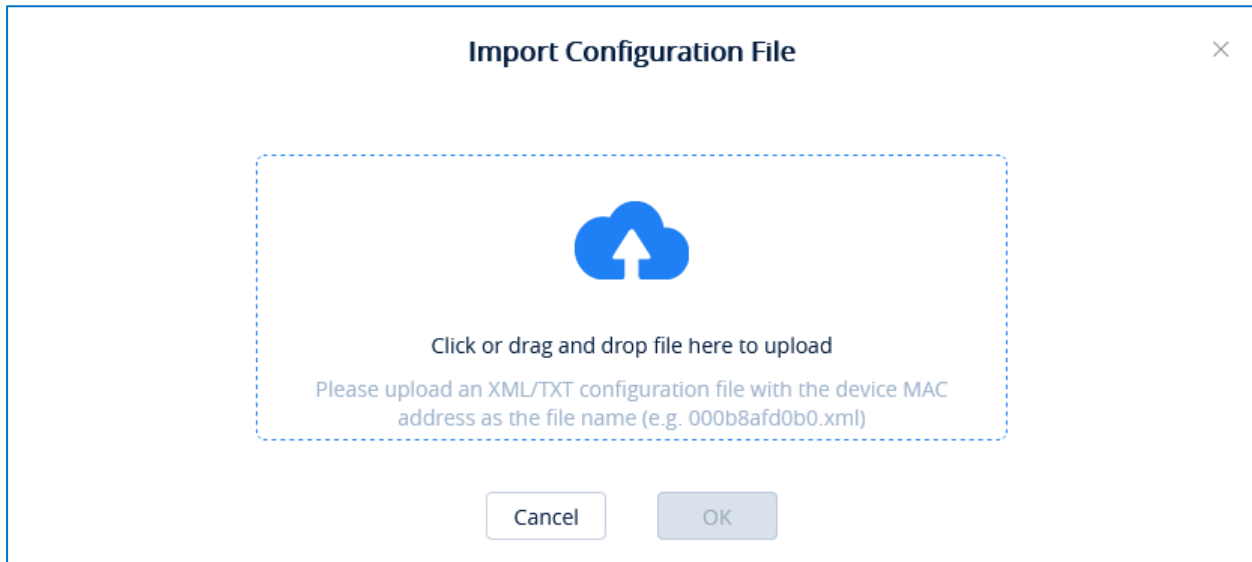 Import Configuration File
Click or drag and drop file here to upload
Please upload an XML/TXT configuration file with the device MAC
address as the file name (e.g. 000b8afd0b0.xml)
Cancel
OK